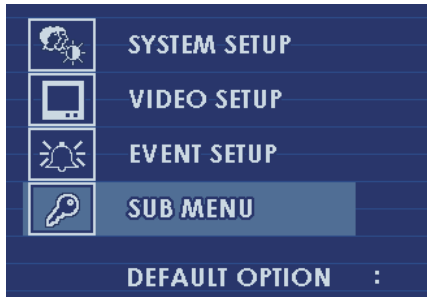 SYSTEM SETUP
VIDEO SETUP
EVENT SETUP
SUB MENU
DEFAULT OPTION :